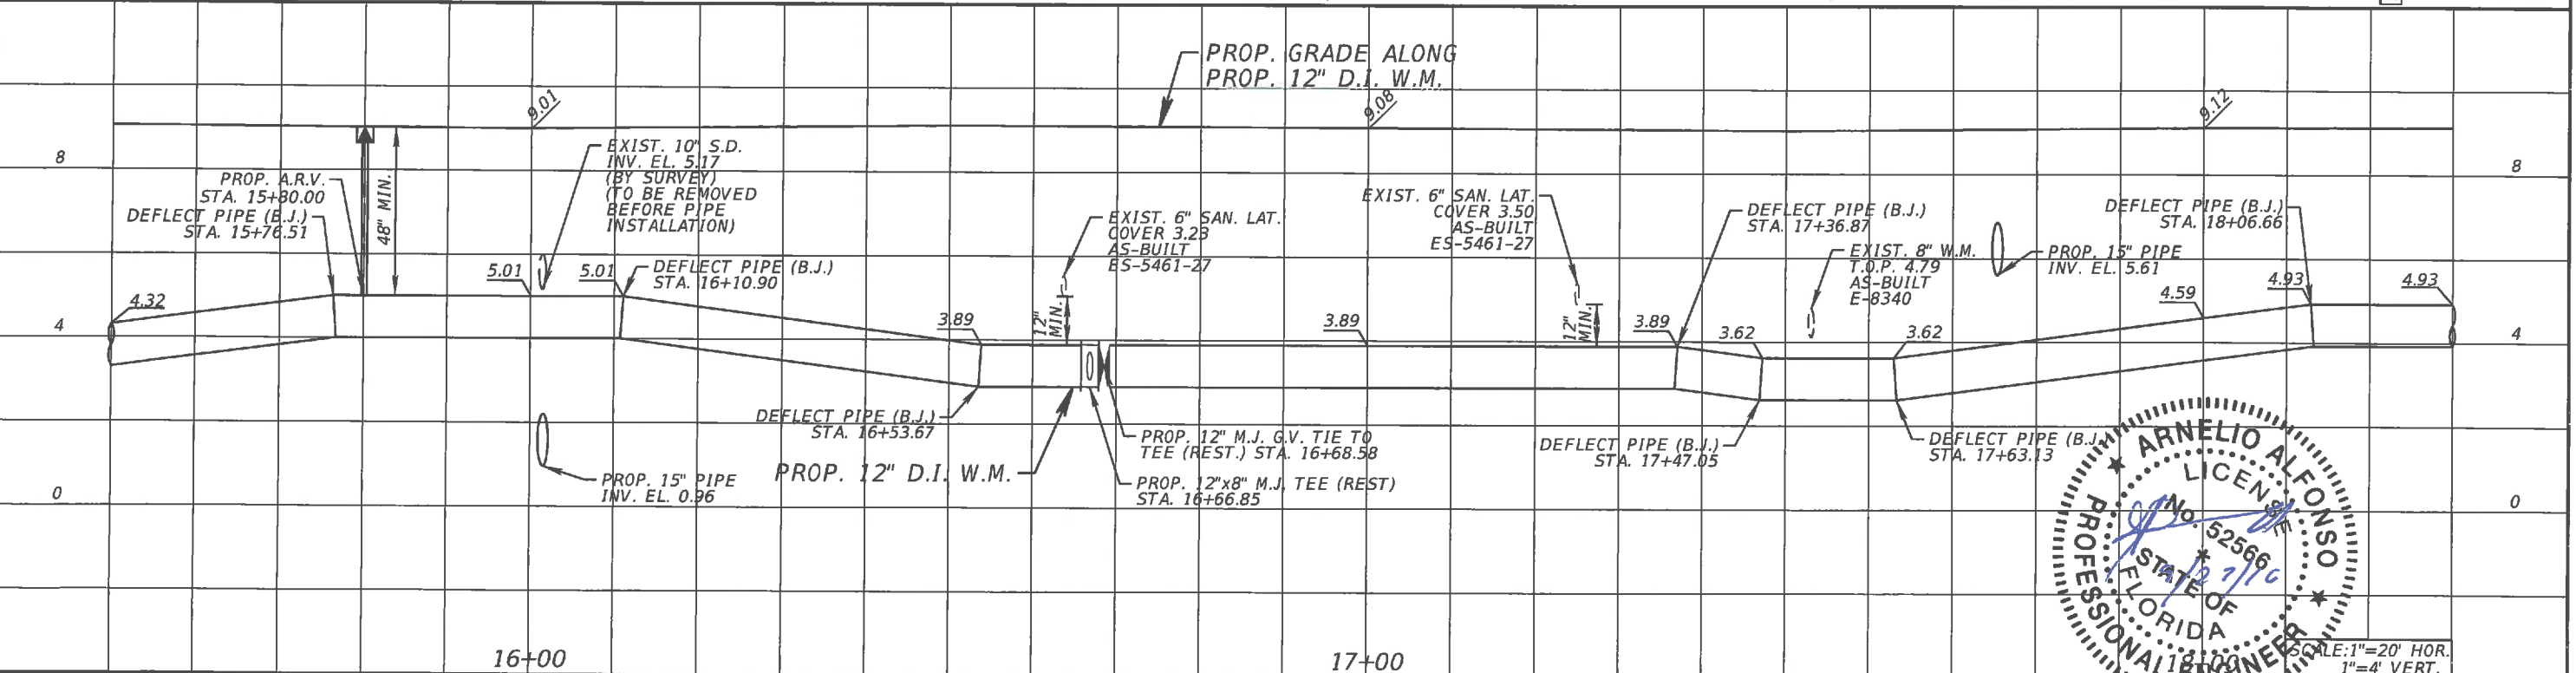 PROP. GRADE ALONG
PROP. 12" D.I. W.M.
9.01
9.08
9.12
8
8
4
4
0
0
PROP. A.R.V.
STA. 15+80.00
DEFLECT PIPE (B.J.)
STA. 15+76.51
48" MIN.
EXIST. 10" S.D.
INV. EL. 5.17
(BY SURVEY)
(TO BE REMOVED
BEFORE PIPE
INSTALLATION)
4.32
5.01
5.01
DEFLECT PIPE (B.J.)
STA. 16+10.90
EXIST. 6" SAN. LAT.
COVER 3.23
AS-BUILT
ES-5461-27
12"
MIN.
3.89
3.89
EXIST. 6" SAN. LAT.
COVER 3.50
AS-BUILT
ES-5461-27
12"
MIN.
3.89
DEFLECT PIPE (B.J.)
STA. 17+36.87
3.62
EXIST. 8" W.M.
T.O.P. 4.79
AS-BUILT
E-8340
3.62
PROP. 15" PIPE
INV. EL. 5.61
DEFLECT PIPE (B.J.)
STA. 18+06.66
4.59
4.93
4.93
DEFLECT PIPE (B.J.)
STA. 16+53.67
PROP. 12" D.I. W.M.
PROP. 15" PIPE
INV. EL. 0.96
PROP. 12" M.J. G.V. TIE TO
TEE (REST.) STA. 16+68.58
PROP. 12"x8" M.J. TEE (REST)
STA. 16+66.85
DEFLECT PIPE (B.J.)
STA. 17+47.05
DEFLECT PIPE (B.J.)
STA. 17+63.13
ARNELIO ALFONSO
LICENSE
No. 52566
STATE OF
FLORIDA
PROFESSIONAL ENGINEER
16+00
17+00
18+00
SCALE:1"=20' HOR.
1"=4' VERT.